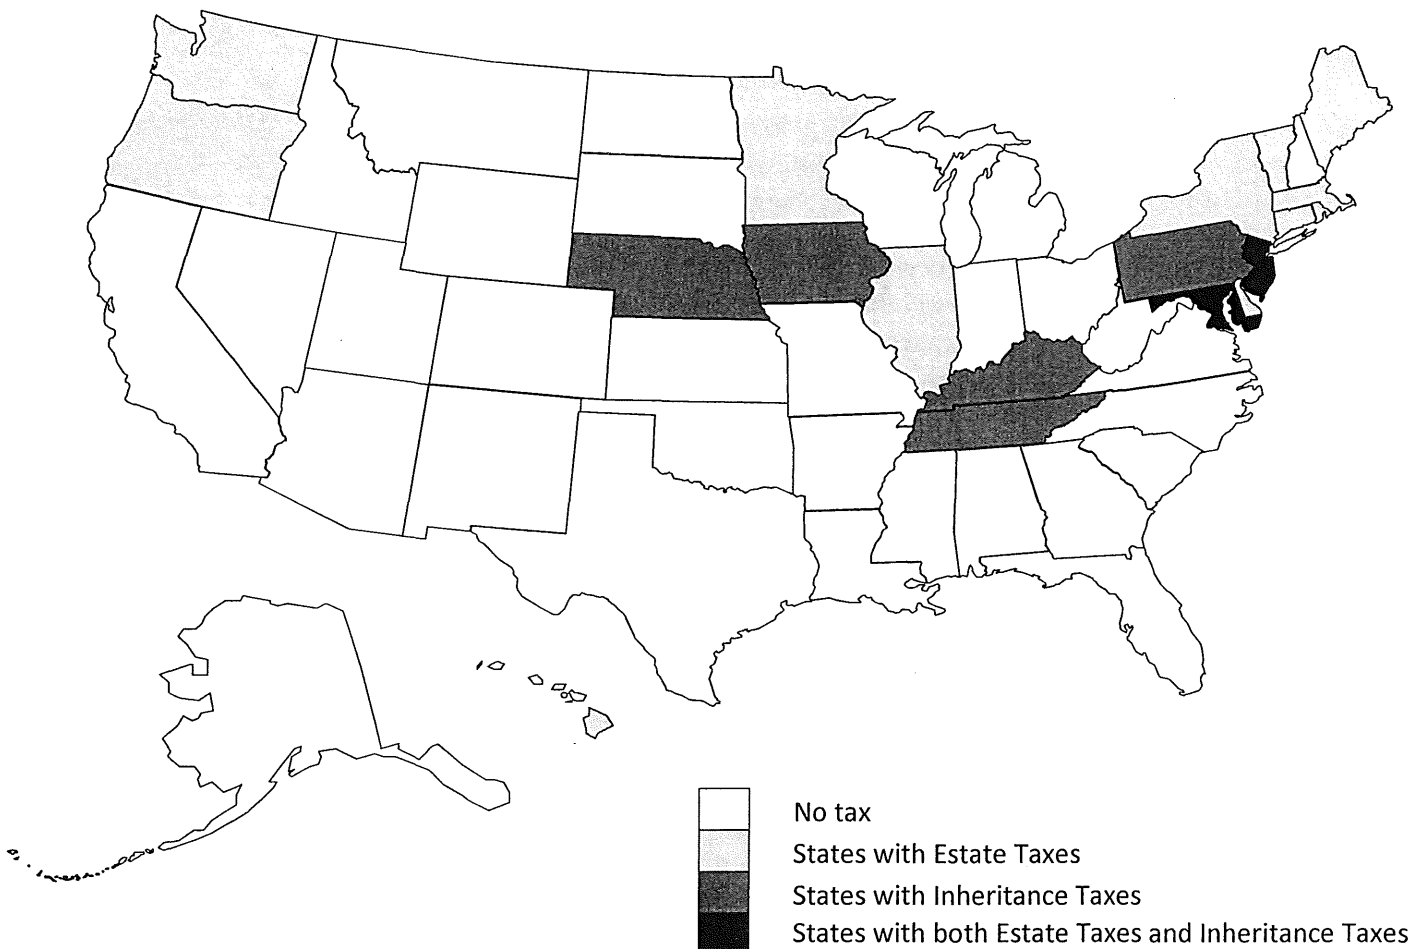 No tax
States with Estate Taxes
States with Inheritance Taxes
States with both Estate Taxes and Inheritance Taxes